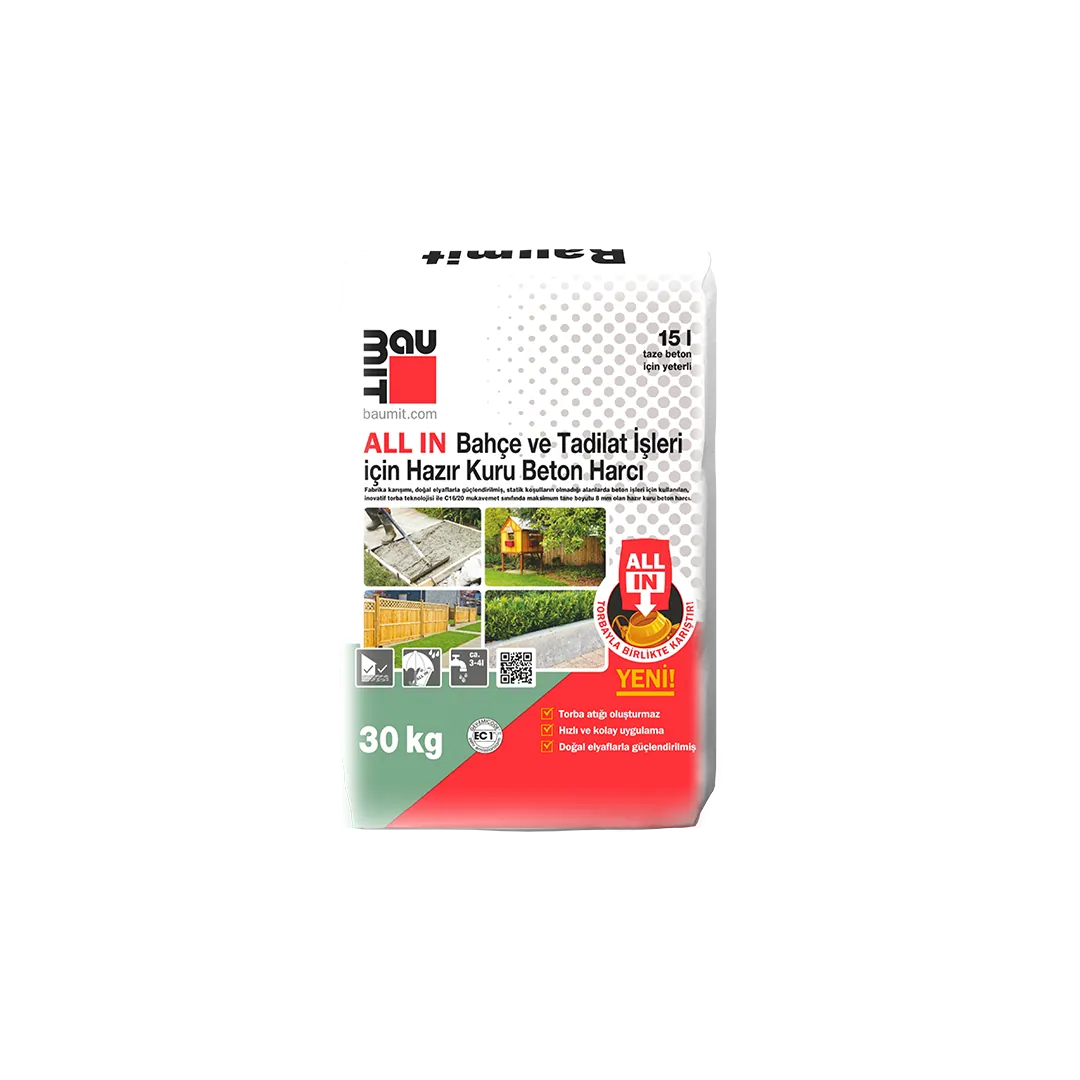 Baumit
BAU
MIT
baumit.com
15 l
taze beton
için yeterli
ALL IN Bahçe ve Tadilat İşleri
için Hazır Kuru Beton Harcı
Fabrika karışımı, doğal elyaflarla güçlendirilmiş, statik koşulların olmadığı alanlarda beton işleri için kullanılan,
inovatif torba teknolojisi ile C16/20 mukavemet sınıfında maksimum tane boyutu 8 mm olan hazır kuru beton harcı.
ALL
IN
TORBAYLA BİRLİKTE KARIŞTIR!
ca.
3-4l
ALL IN
YENİ!
30 kg
EC1
Torba atığı oluşturmaz
Hızlı ve kolay uygulama
Doğal elyaflarla güçlendirilmiş